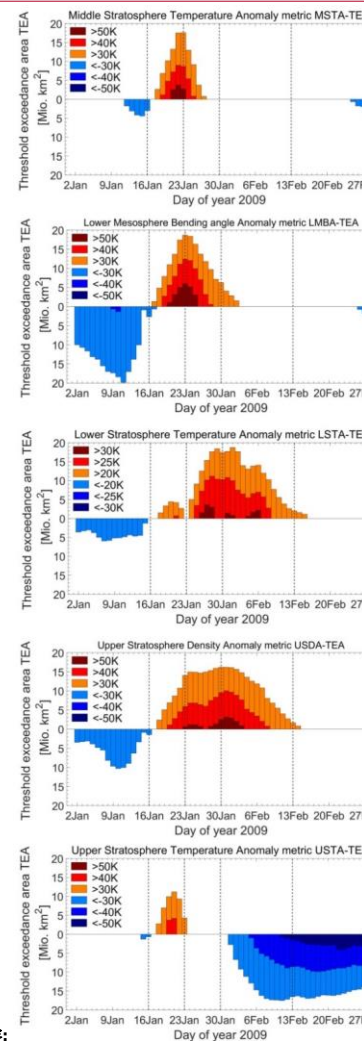 Middle Stratosphere Temperature Anomaly metric MSTA-TE
Threshold exceedance area TEA
[Mio. km²]
20
15
10
5
0
5
10
15
20
>50K
>40K
>30K
<-30K
<-40K
<-50K
2Jan 9Jan 16Jan 23Jan 30Jan 6Feb 13Feb 20Feb 27F
Day of year 2009
Lower Mesosphere Bending angle Anomaly metric LMBA-TEA
Threshold exceedance area TEA
[Mio. km²]
20
15
10
5
0
5
10
15
20
>50K
>40K
>30K
<-30K
<-40K
<-50K
2Jan 9Jan 16Jan 23Jan 30Jan 6Feb 13Feb 20Feb 27F
Day of year 2009
Lower Stratosphere Temperature Anomaly metric LSTA-TE
Threshold exceedance area TEA
[Mio. km²]
20
15
10
5
0
5
10
15
20
>30K
>25K
>20K
<-20K
<-25K
<-30K
2Jan 9Jan 16Jan 23Jan 30Jan 6Feb 13Feb 20Feb 27F
Day of year 2009
Upper Stratosphere Density Anomaly metric USDA-TEA
Threshold exceedance area TEA
[Mio. km²]
20
15
10
5
0
5
10
15
20
>50K
>40K
>30K
<-30K
<-40K
<-50K
2Jan 9Jan 16Jan 23Jan 30Jan 6Feb 13Feb 20Feb 27F
Day of year 2009
Upper Stratosphere Temperature Anomaly metric USTA-TE
Threshold exceedance area TEA
[Mio. km²]
20
15
10
5
0
5
10
15
20
>50K
>40K
>30K
<-30K
<-40K
<-50K
2Jan 9Jan 16Jan 23Jan 30Jan 6Feb 13Feb 20Feb 27F
Day of year 2009